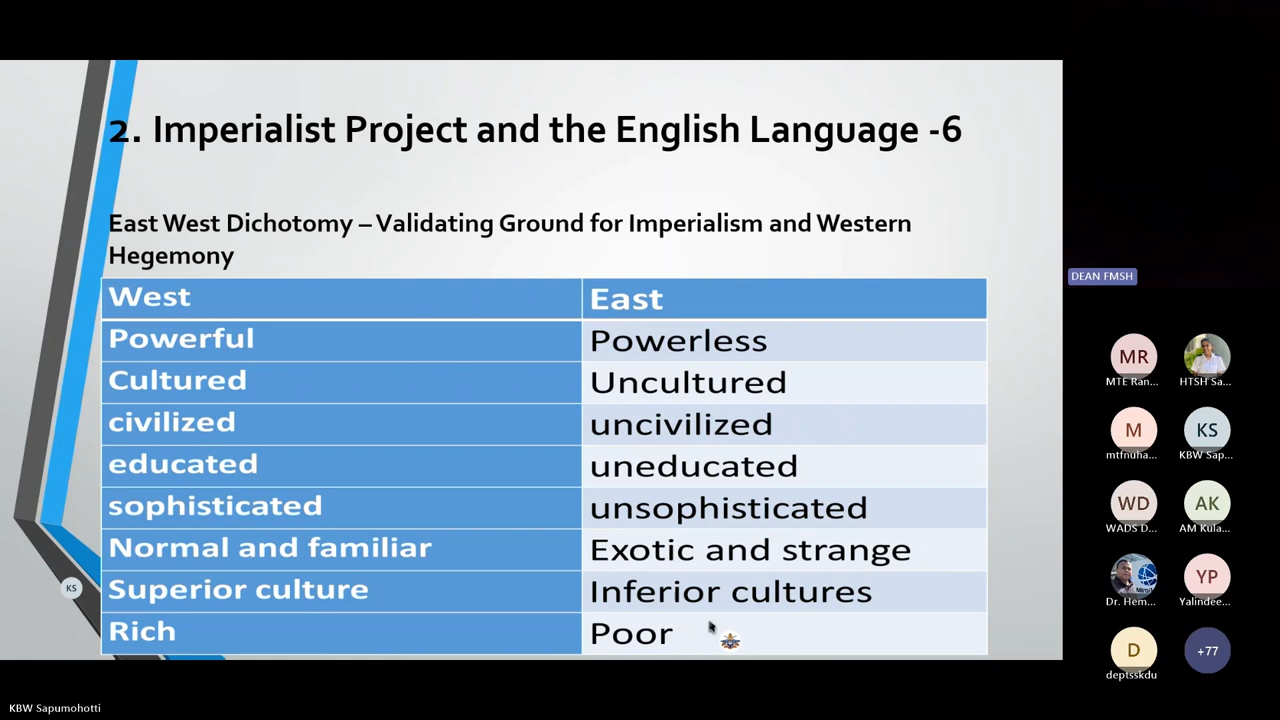 2. Imperialist Project and the English Language -6
East West Dichotomy – Validating Ground for Imperialism and Western
Hegemony
West East
Powerful Powerless
Cultured Uncultured
civilized uncivilized
educated uneducated
sophisticated unsophisticated
Normal and familiar Exotic and strange
Superior culture Inferior cultures
Rich Poor
KS
KBW Sapumohotti
DEAN FMSH
MR
MTE Ran... HTSH Sa...
M KS
mtfnuha... KBW Sap...
WD AK
WADS D... AM Kula...
YP
Dr. Hem... Yalindee...
D +77
deptsskdu